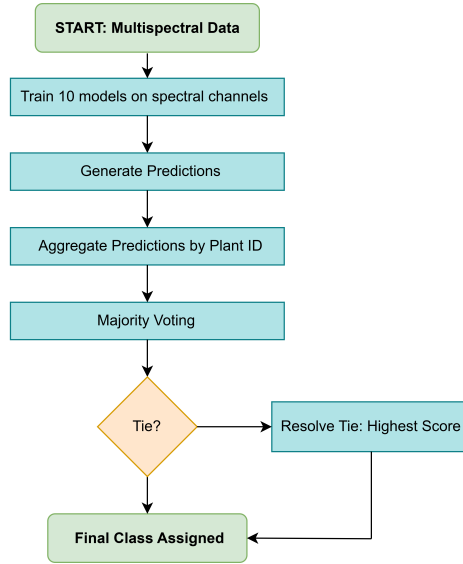 START: Multispectral Data
Train 10 models on spectral channels
Generate Predictions
Aggregate Predictions by Plant ID
Majority Voting
Tie?
Resolve Tie: Highest Score
Final Class Assigned